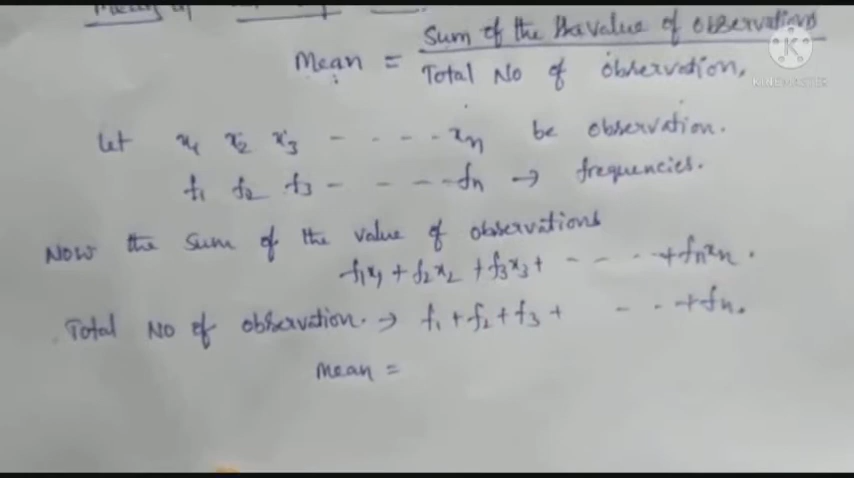 Mean of
Sum of the value of observations
Mean = Total No of observation.
Let x1 x2 x3 - - - - - xn be observation.
f1 f2 f3 - - - - - fn → frequencies.
Now the sum of the value of observations
f1x1 + f2x2 + f3x3 + - - - - + fnxn.
Total No of observation. → f1 + f2 + f3 + - - - + fn.
Mean =
K
KINEMASTER